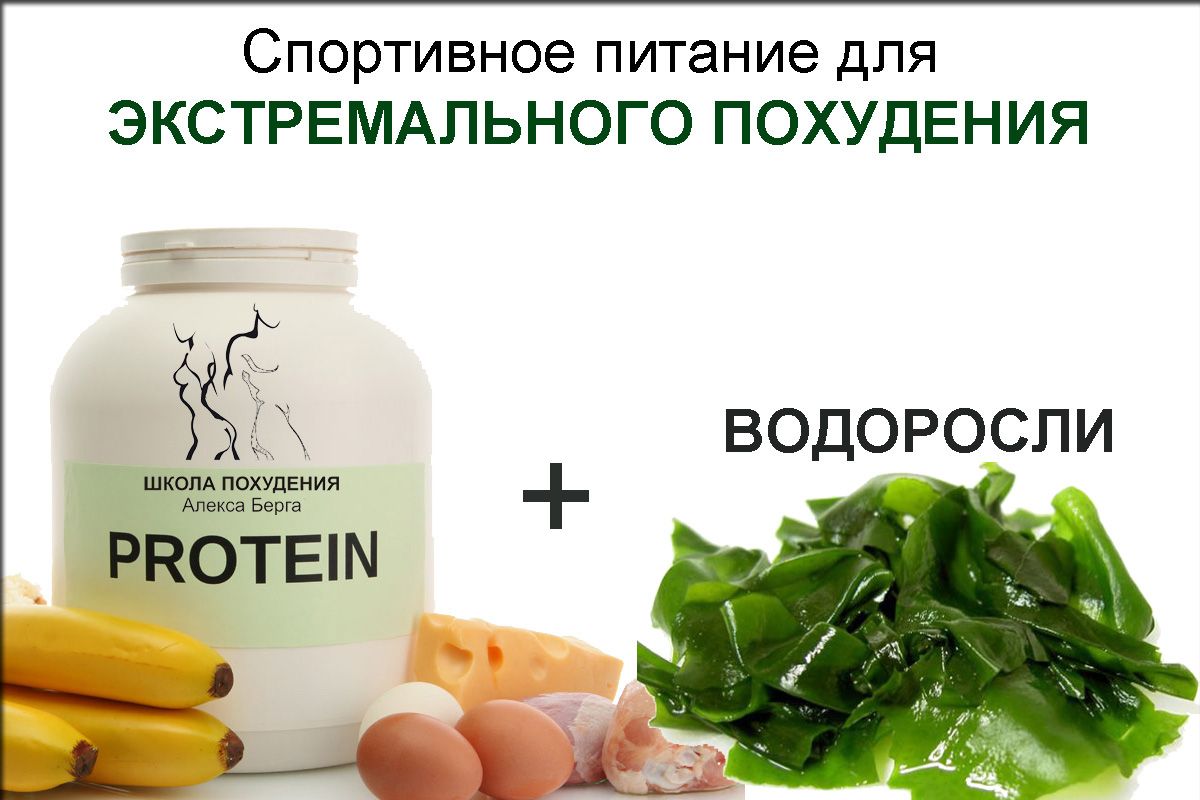 Спортивное питание для
ЭКСТРЕМАЛЬНОГО ПОХУДЕНИЯ
ВОДОРОСЛИ
+
ШКОЛА ПОХУДЕНИЯ
Алекса Берга
PROTEIN